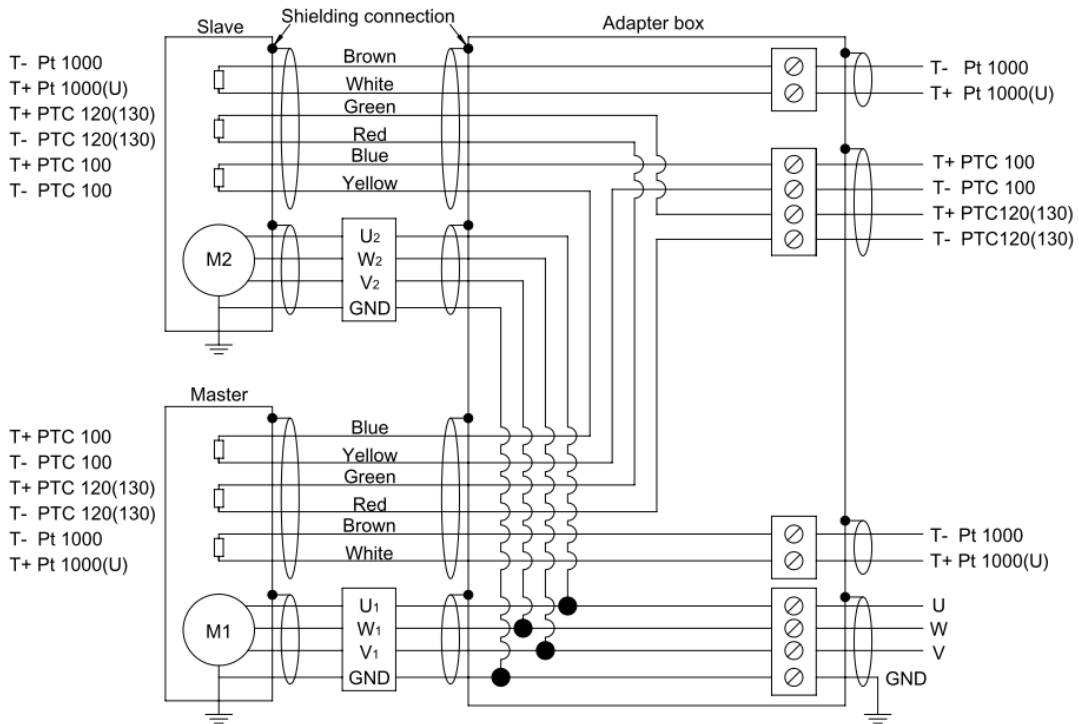 Shielding connection
Slave
Adapter box
T- Pt 1000
T+ Pt 1000(U)
T+ PTC 120(130)
T- PTC 120(130)
T+ PTC 100
T- PTC 100
Brown
White
Green
Red
Blue
Yellow
T- Pt 1000
T+ Pt 1000(U)
T+ PTC 100
T- PTC 100
T+ PTC120(130)
T- PTC120(130)
M2
U2
W2
V2
GND
Master
T+ PTC 100
T- PTC 100
T+ PTC 120(130)
T- PTC 120(130)
T- Pt 1000
T+ Pt 1000(U)
Blue
Yellow
Green
Red
Brown
White
T- Pt 1000
T+ Pt 1000(U)
M1
U1
W1
V1
GND
U
W
V
GND